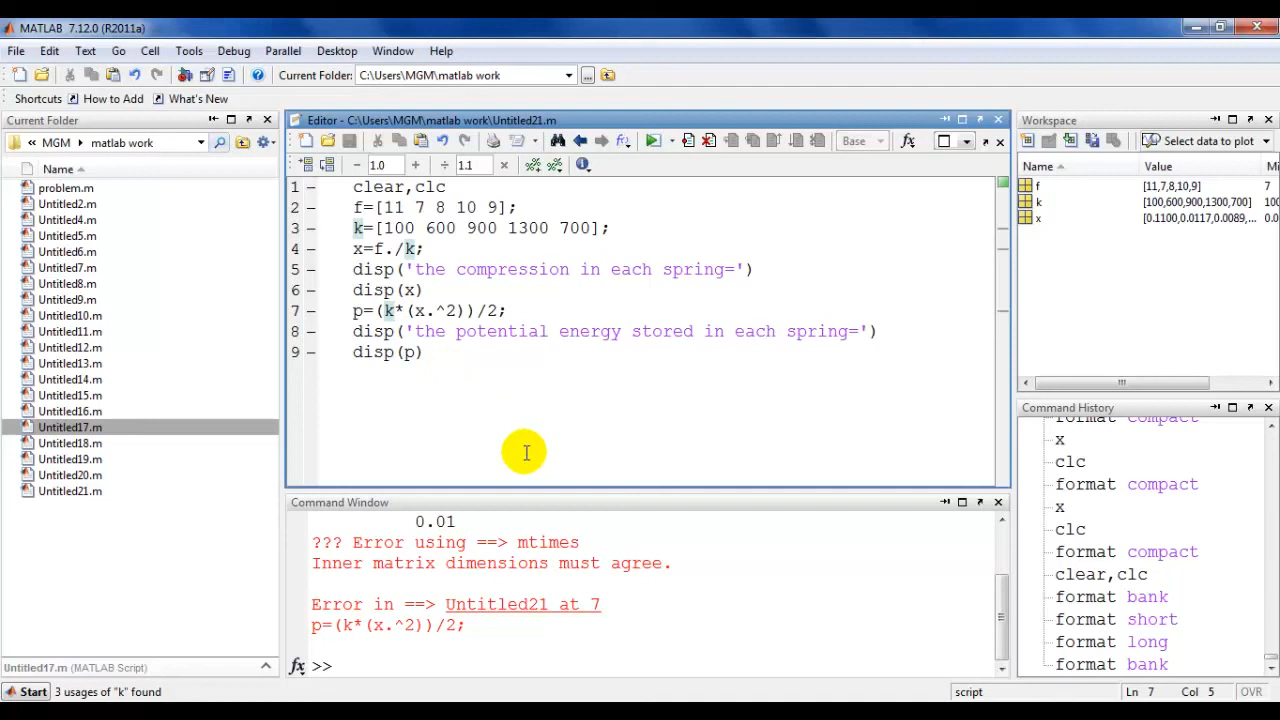 MATLAB 7.12.0 (R2011a)
File Edit Text Go Cell Tools Debug Parallel Desktop Window Help
Current Folder: C:\Users\MGM\matlab work
Shortcuts How to Add What's New
Current Folder
« MGM ▸ matlab work
Name
problem.m
Untitled2.m
Untitled4.m
Untitled5.m
Untitled6.m
Untitled7.m
Untitled8.m
Untitled9.m
Untitled10.m
Untitled11.m
Untitled12.m
Untitled13.m
Untitled14.m
Untitled15.m
Untitled16.m
Untitled17.m
Untitled18.m
Untitled19.m
Untitled20.m
Untitled21.m
Untitled17.m (MATLAB Script)
Editor - C:\Users\MGM\matlab work\Untitled21.m
Base
1.0 1.1
1 – clear,clc
2 – f=[11 7 8 10 9];
3 – k=[100 600 900 1300 700];
4 – x=f./k;
5 – disp('the compression in each spring=')
6 – disp(x)
7 – p=(k*(x.^2))/2;
8 – disp('the potential energy stored in each spring=')
9 – disp(p)
Command Window
0.01
??? Error using ==> mtimes
Inner matrix dimensions must agree.
Error in ==> Untitled21 at 7
p=(k*(x.^2))/2;
fx >>
Workspace
Select data to plot
Name Value Mi
f [11,7,8,10,9] 7
k [100,600,900,1300,700] 100
x [0.1100,0.0117,0.0089,... 0.0
Command History
format compact
x
clc
format compact
x
clc
format compact
clear,clc
format bank
format short
format long
format bank
Start 3 usages of "k" found script Ln 7 Col 5 OVR